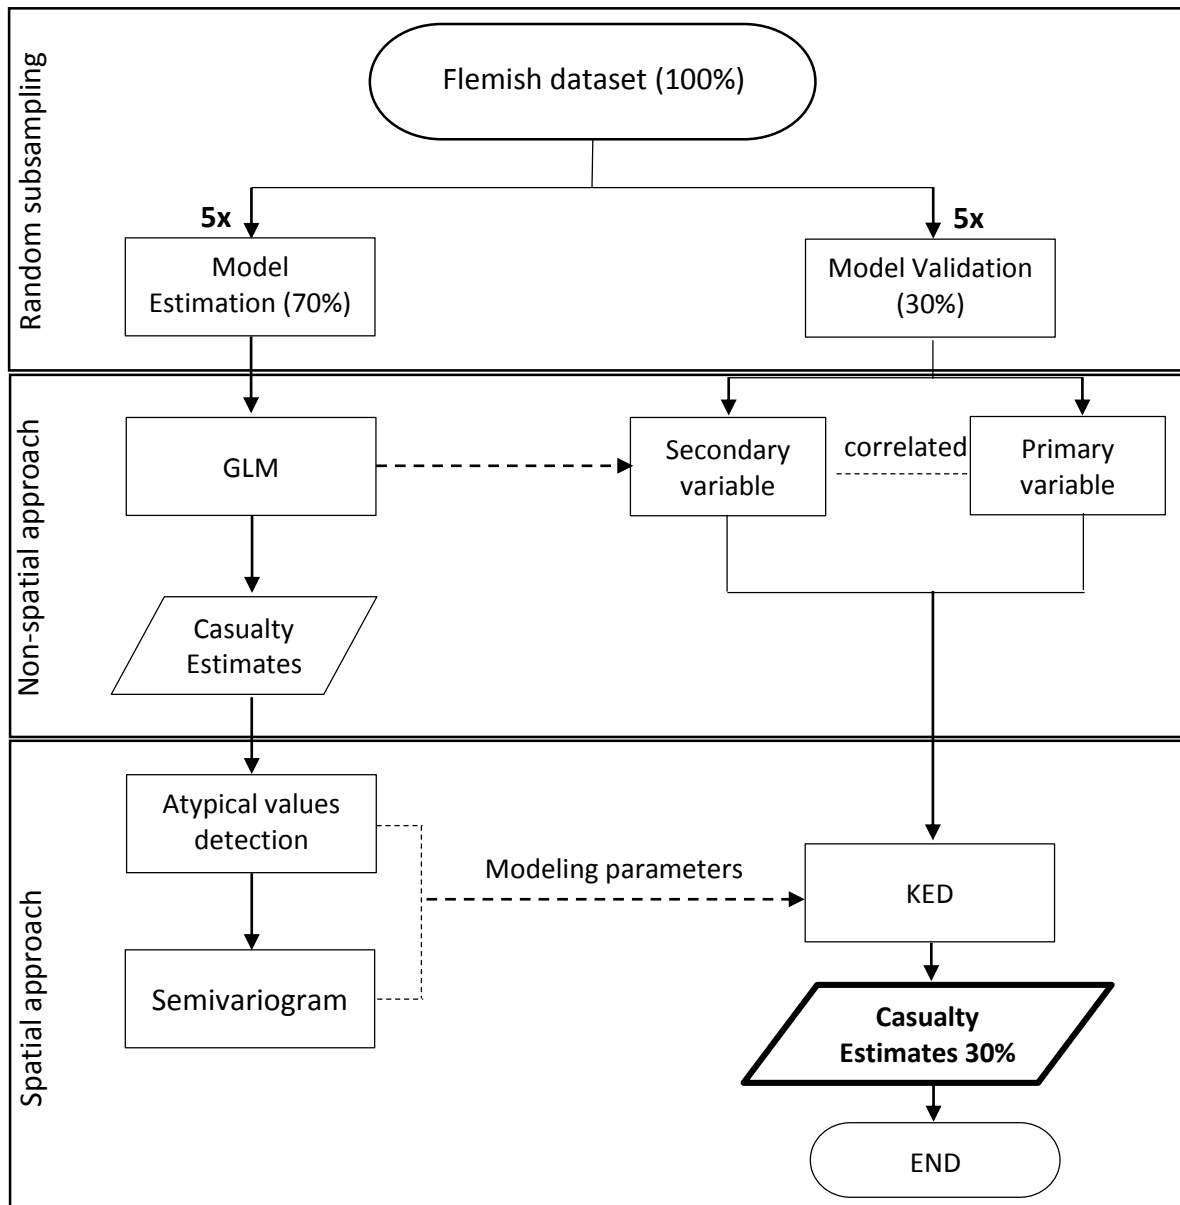 Random subsampling
Flemish dataset (100%)
5x
5x
Model
Estimation (70%)
Model Validation
(30%)
Non-spatial approach
GLM
Secondary
variable
correlated
Primary
variable
Casualty
Estimates
Spatial approach
Atypical values
detection
Modeling parameters
KED
Semivariogram
Casualty
Estimates 30%
END